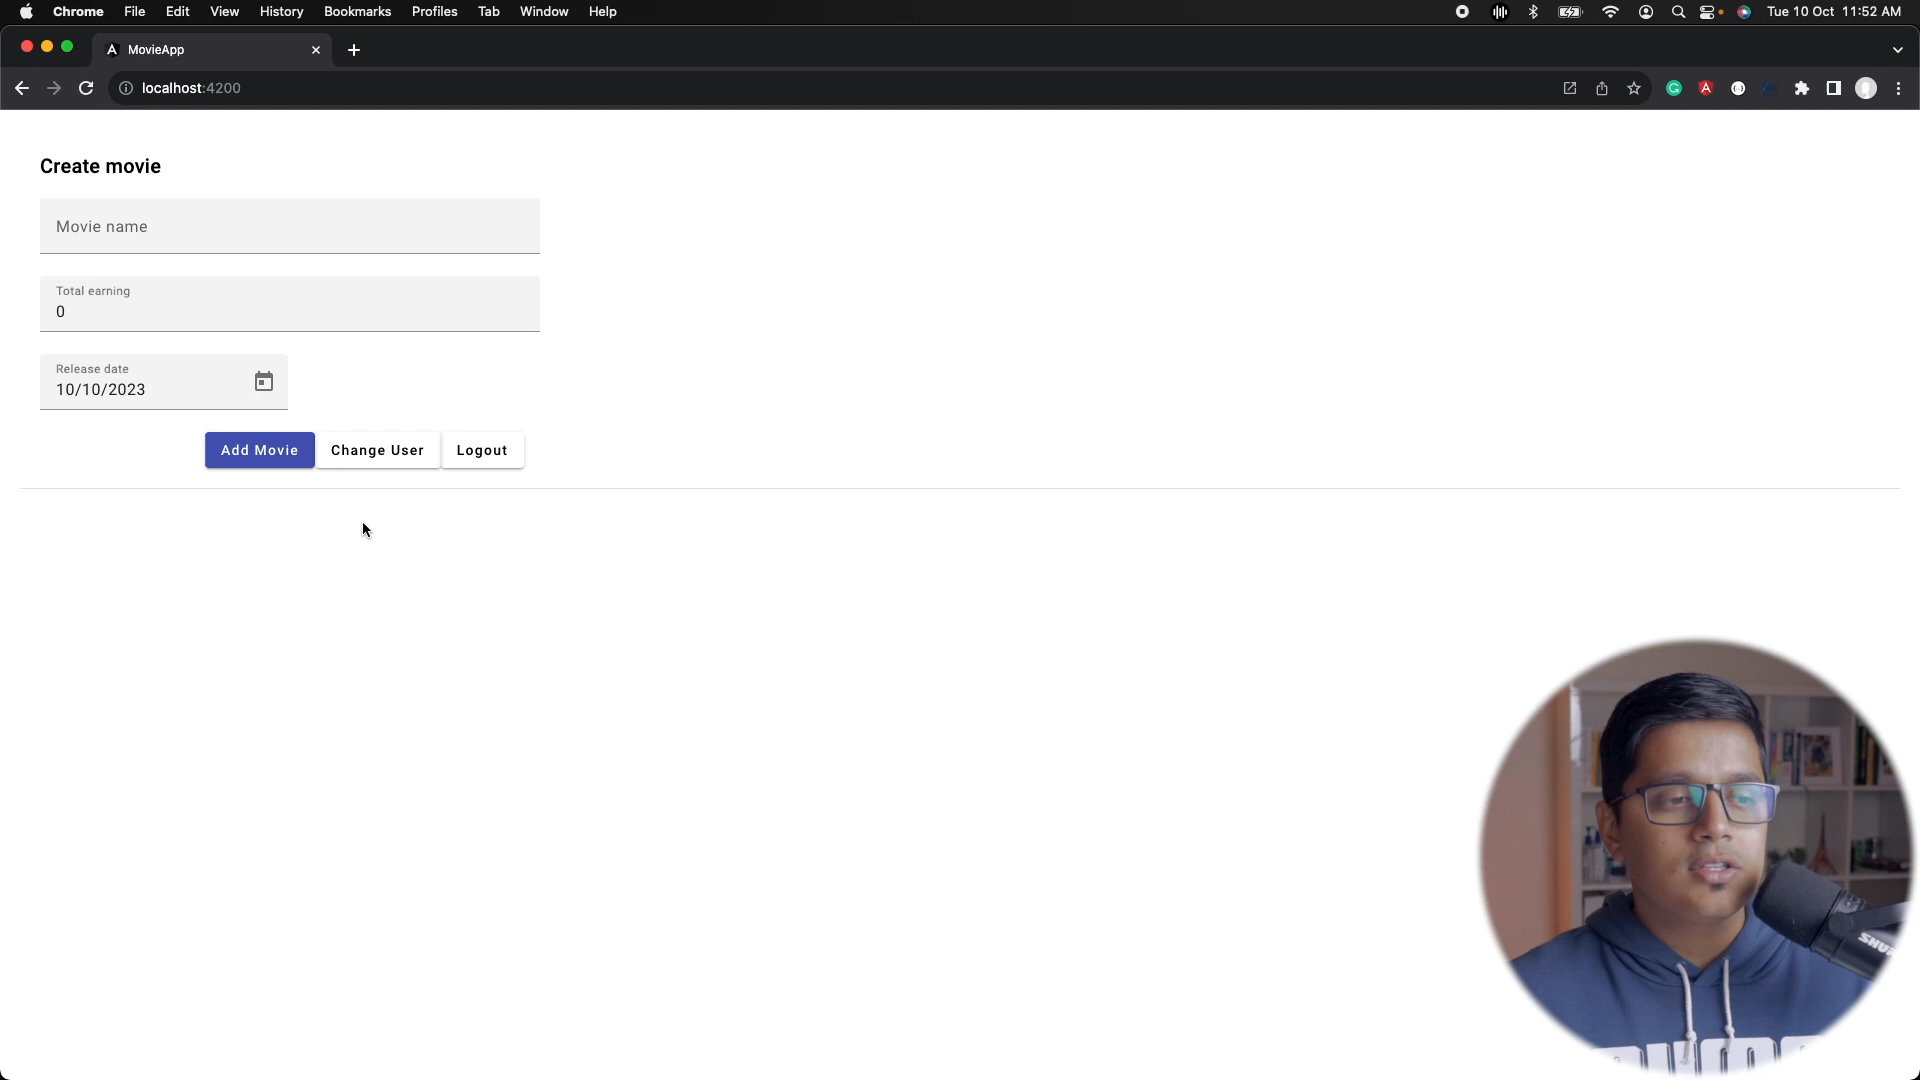 Chrome File Edit View History Bookmarks Profiles Tab Window Help Tue 10 Oct 11:52 AM
MovieApp
localhost:4200
Create movie
Movie name
Total earning
0
Release date
10/10/2023
Add Movie Change User Logout